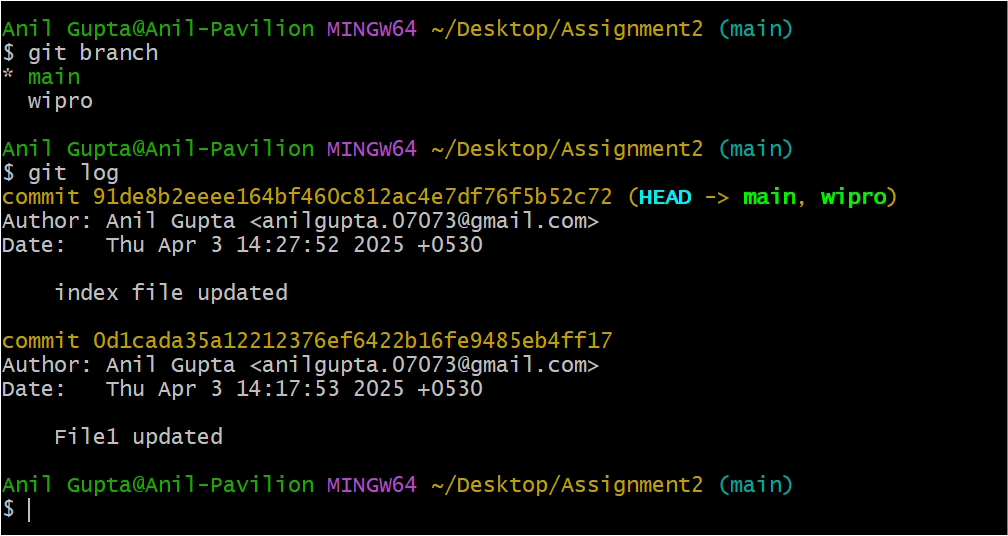 Anil Gupta@Anil-Pavilion MINGW64 ~/Desktop/Assignment2 (main)
$ git branch
* main
  wipro

Anil Gupta@Anil-Pavilion MINGW64 ~/Desktop/Assignment2 (main)
$ git log
commit 91de8b2eeee164bf460c812ac4e7df76f5b52c72 (HEAD -> main, wipro)
Author: Anil Gupta <anilgupta.07073@gmail.com>
Date:   Thu Apr 3 14:27:52 2025 +0530

    index file updated

commit 0d1cada35a12212376ef6422b16fe9485eb4ff17
Author: Anil Gupta <anilgupta.07073@gmail.com>
Date:   Thu Apr 3 14:17:53 2025 +0530

    File1 updated

Anil Gupta@Anil-Pavilion MINGW64 ~/Desktop/Assignment2 (main)
$